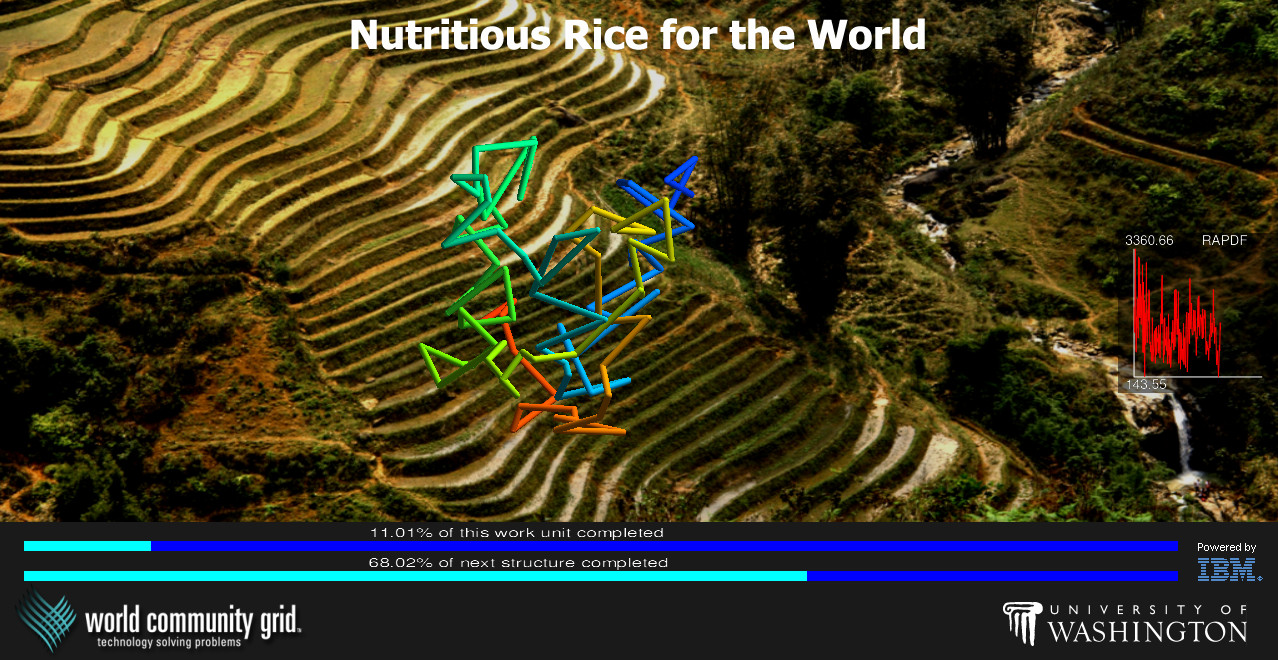 Nutritious Rice for the World
3360.66 RAPDF
143.55
11.01% of this work unit completed
68.02% of next structure completed
Powered by
IBM®
world community grid™
technology solving problems
UNIVERSITY OF
WASHINGTON